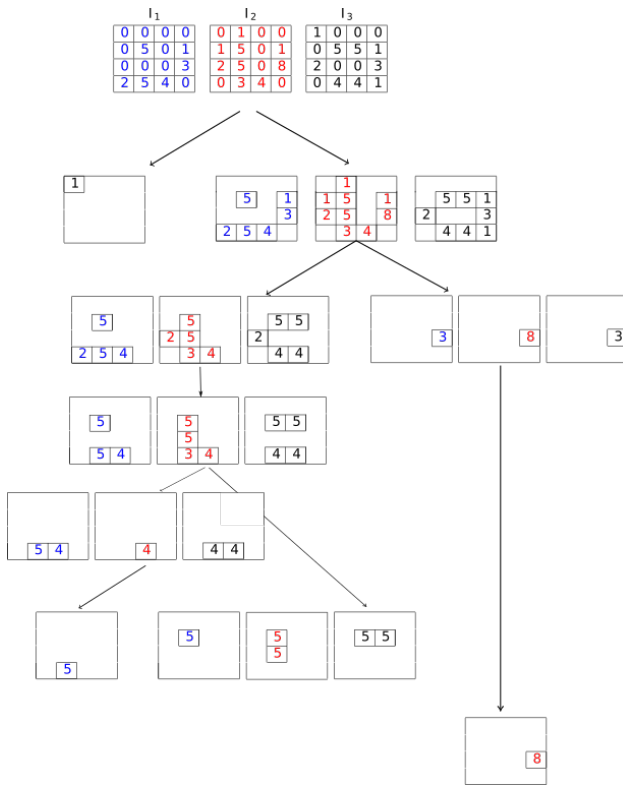 I1 I2 I3
0 0 0 0 0 1 0 0 1 0 0 0
0 5 0 1 1 5 0 1 0 5 5 1
0 0 0 3 2 5 0 8 2 0 0 3
2 5 4 0 0 3 4 0 0 4 4 1
1 1
5 1 1 5 1 5 5 1
3 2 5 8 2 3
2 5 4 3 4 4 4 1
5 5 5 5
2 5 2 3 8 3
2 5 4 3 4 4 4
5 5 5 5
5
5 4 3 4 4 4
5 4 4 4 4
5 5 5 5
5
5
8